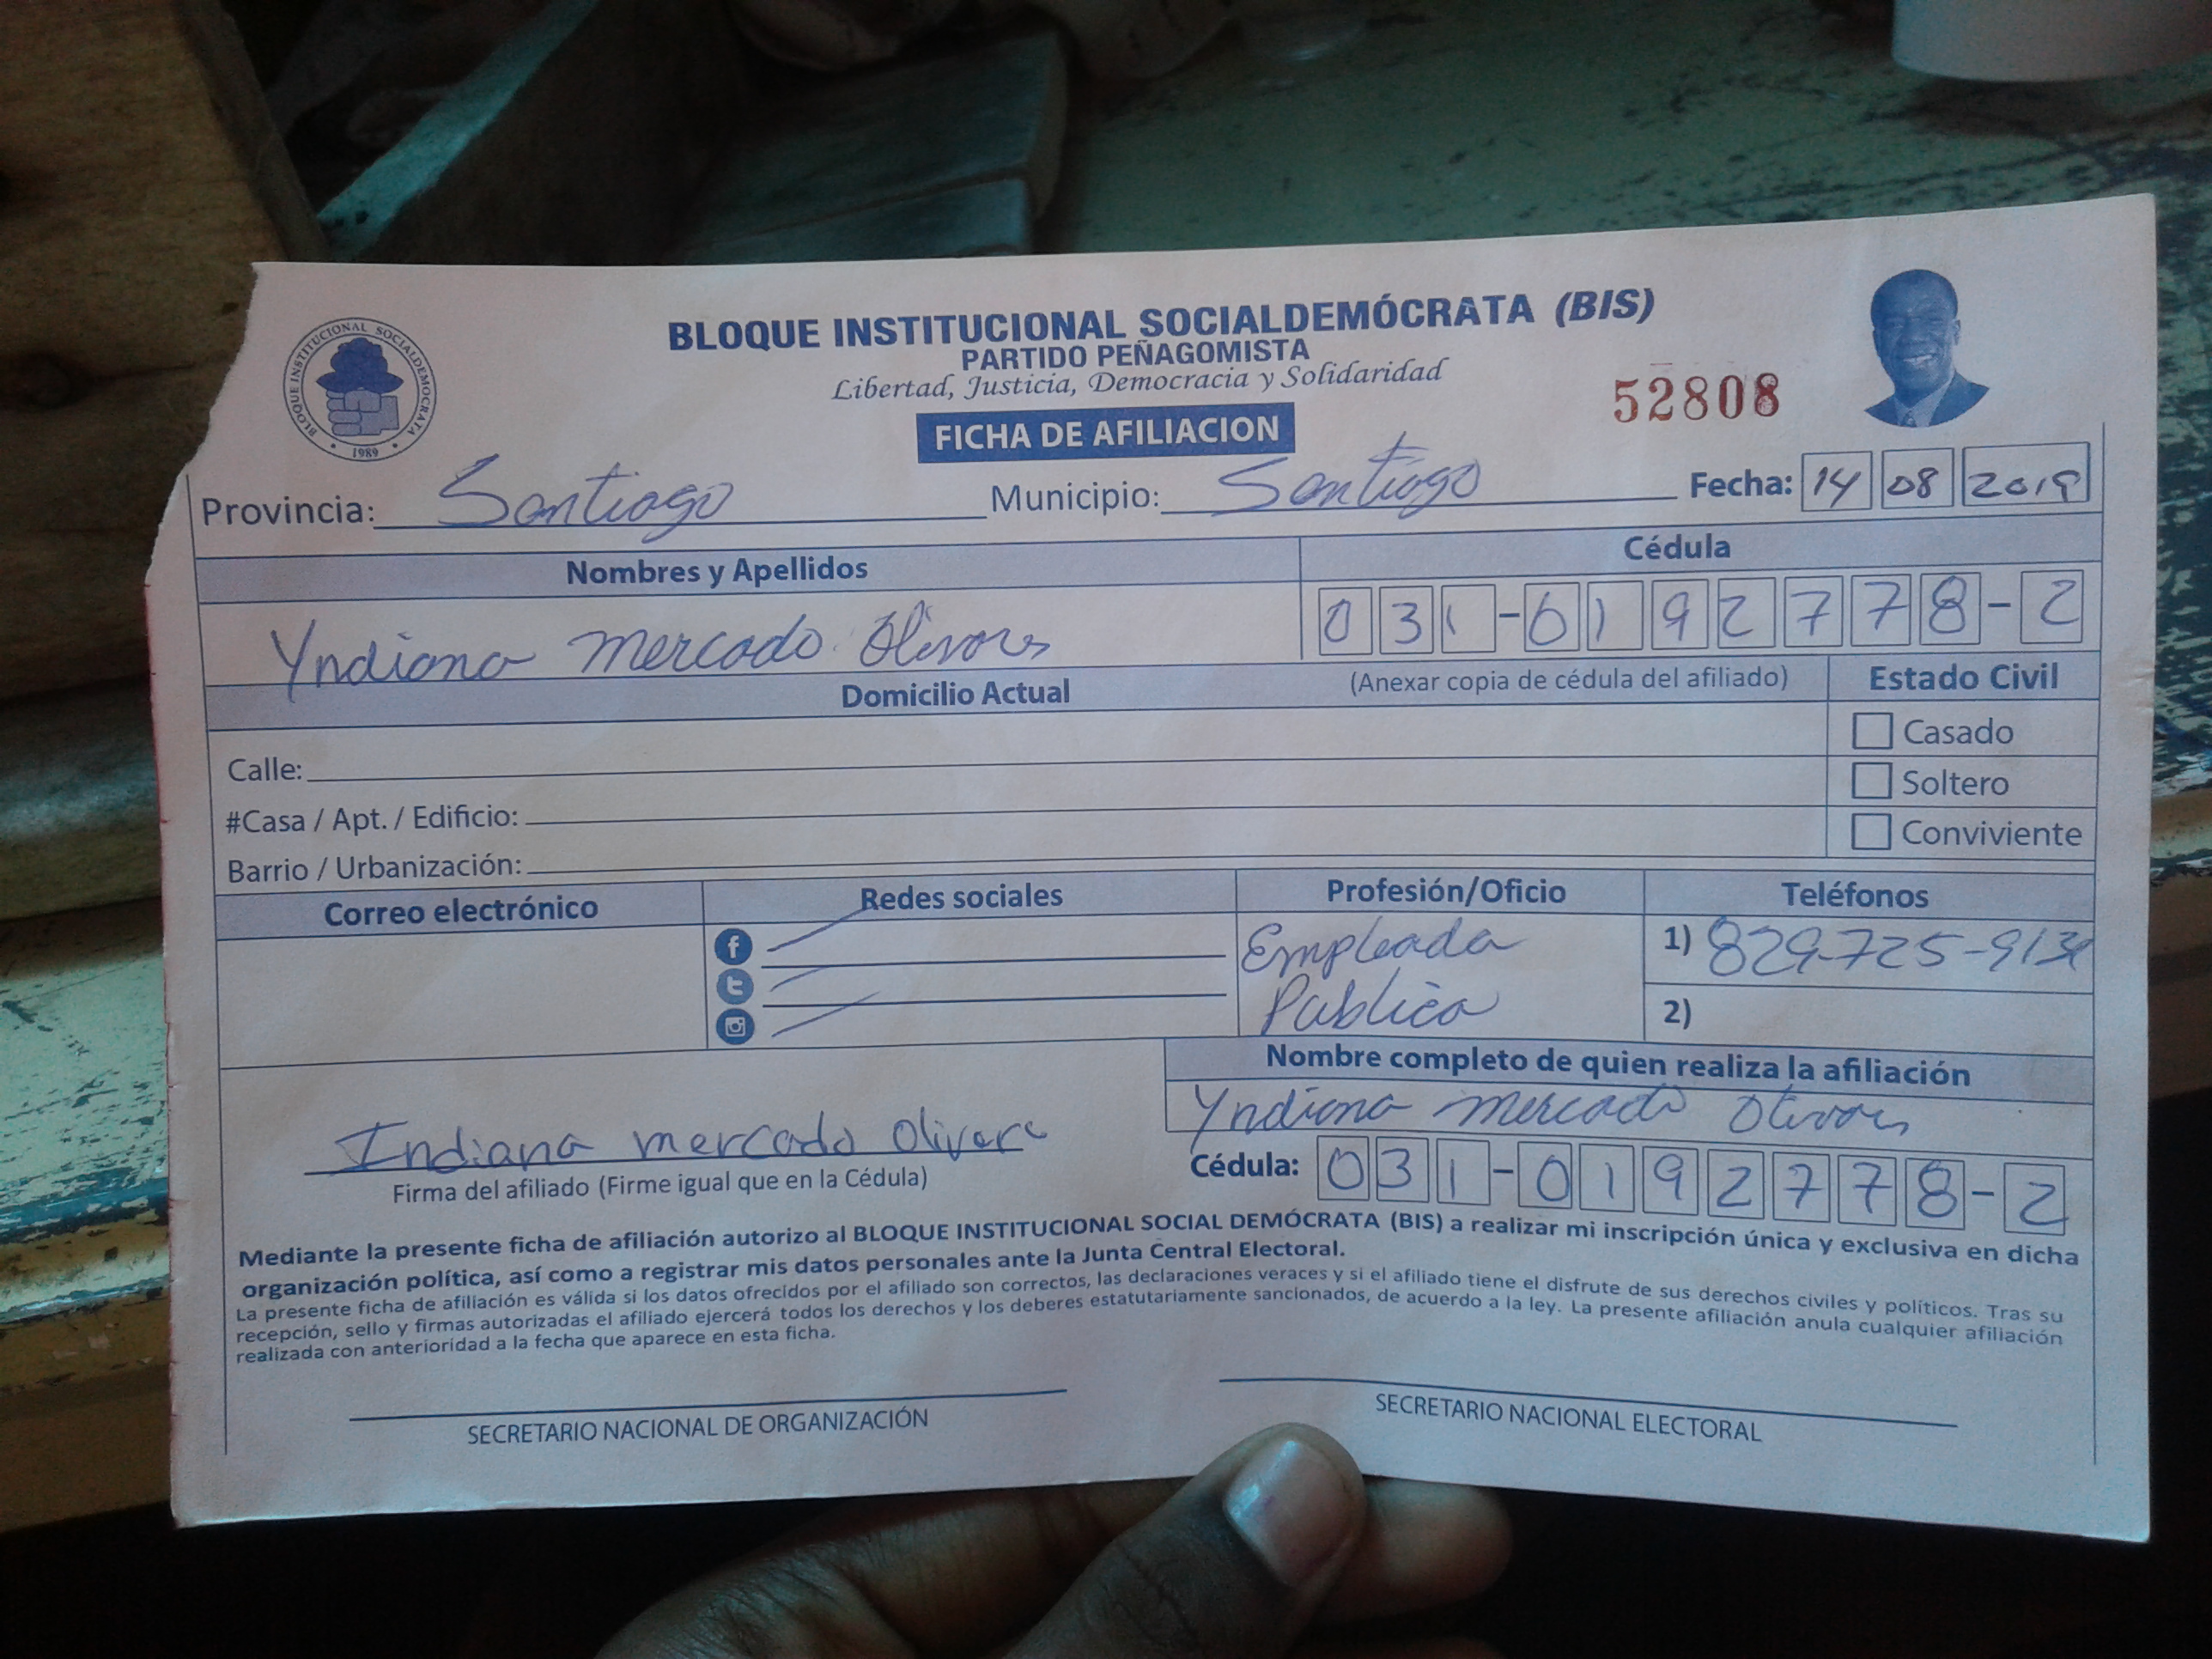 BLOQUE INSTITUCIONAL SOCIALDEMOCRATA
1989
BLOQUE INSTITUCIONAL SOCIALDEMÓCRATA (BIS)
PARTIDO PEÑAGOMISTA
Libertad, Justicia, Democracia y Solidaridad
52808
FICHA DE AFILIACION
Provincia: Santiago Municipio: Santiago Fecha: 14 08 2019
Nombres y Apellidos Cédula
Yndiana mercado Olivares 031-0192778-2
Domicilio Actual (Anexar copia de cédula del afiliado) Estado Civil
Casado
Calle:
Soltero
#Casa / Apt. / Edificio:
Conviviente
Barrio / Urbanización:
Correo electrónico Redes sociales Profesión/Oficio Teléfonos
f Empleada 1) 829-725-913
t Publica 2)
Nombre completo de quien realiza la afiliación
Yndiana mercado Olivares
Indiana mercado Olivare
Cédula: 031-0192778-2
Firma del afiliado (Firme igual que en la Cédula)
Mediante la presente ficha de afiliación autorizo al BLOQUE INSTITUCIONAL SOCIAL DEMÓCRATA (BIS) a realizar mi inscripción única y exclusiva en dicha
organización política, así como a registrar mis datos personales ante la Junta Central Electoral.
La presente ficha de afiliación es válida si los datos ofrecidos por el afiliado son correctos, las declaraciones veraces y si el afiliado tiene el disfrute de sus derechos civiles y políticos. Tras su
recepción, sello y firmas autorizadas el afiliado ejercerá todos los derechos y los deberes estatutariamente sancionados, de acuerdo a la ley. La presente afiliación anula cualquier afiliación
realizada con anterioridad a la fecha que aparece en esta ficha.
SECRETARIO NACIONAL DE ORGANIZACIÓN SECRETARIO NACIONAL ELECTORAL